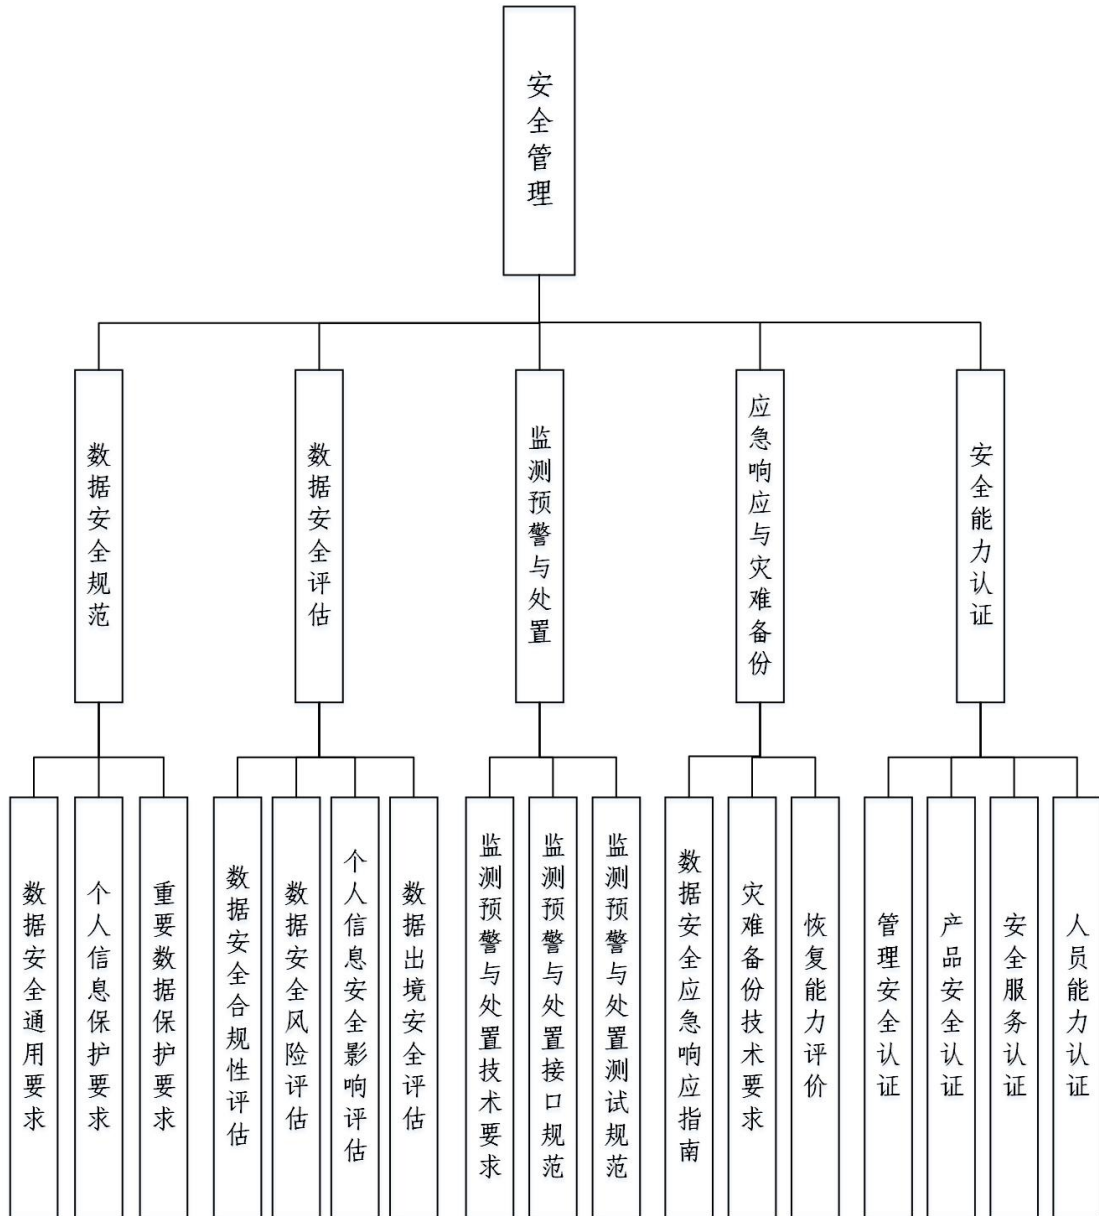 安全管理
数据安全规范
数据安全评估
监测预警与处置
应急响应与灾难备份
安全能力认证
数据安全通用要求
个人信息保护要求
重要数据保护要求
数据安全合规性评估
数据安全风险评估
个人信息安全影响评估
数据出境安全评估
监测预警与处置技术要求
监测预警与处置接口规范
监测预警与处置测试规范
数据安全应急响应指南
灾难备份技术要求
恢复能力评价
管理安全认证
产品安全认证
安全服务认证
人员能力认证